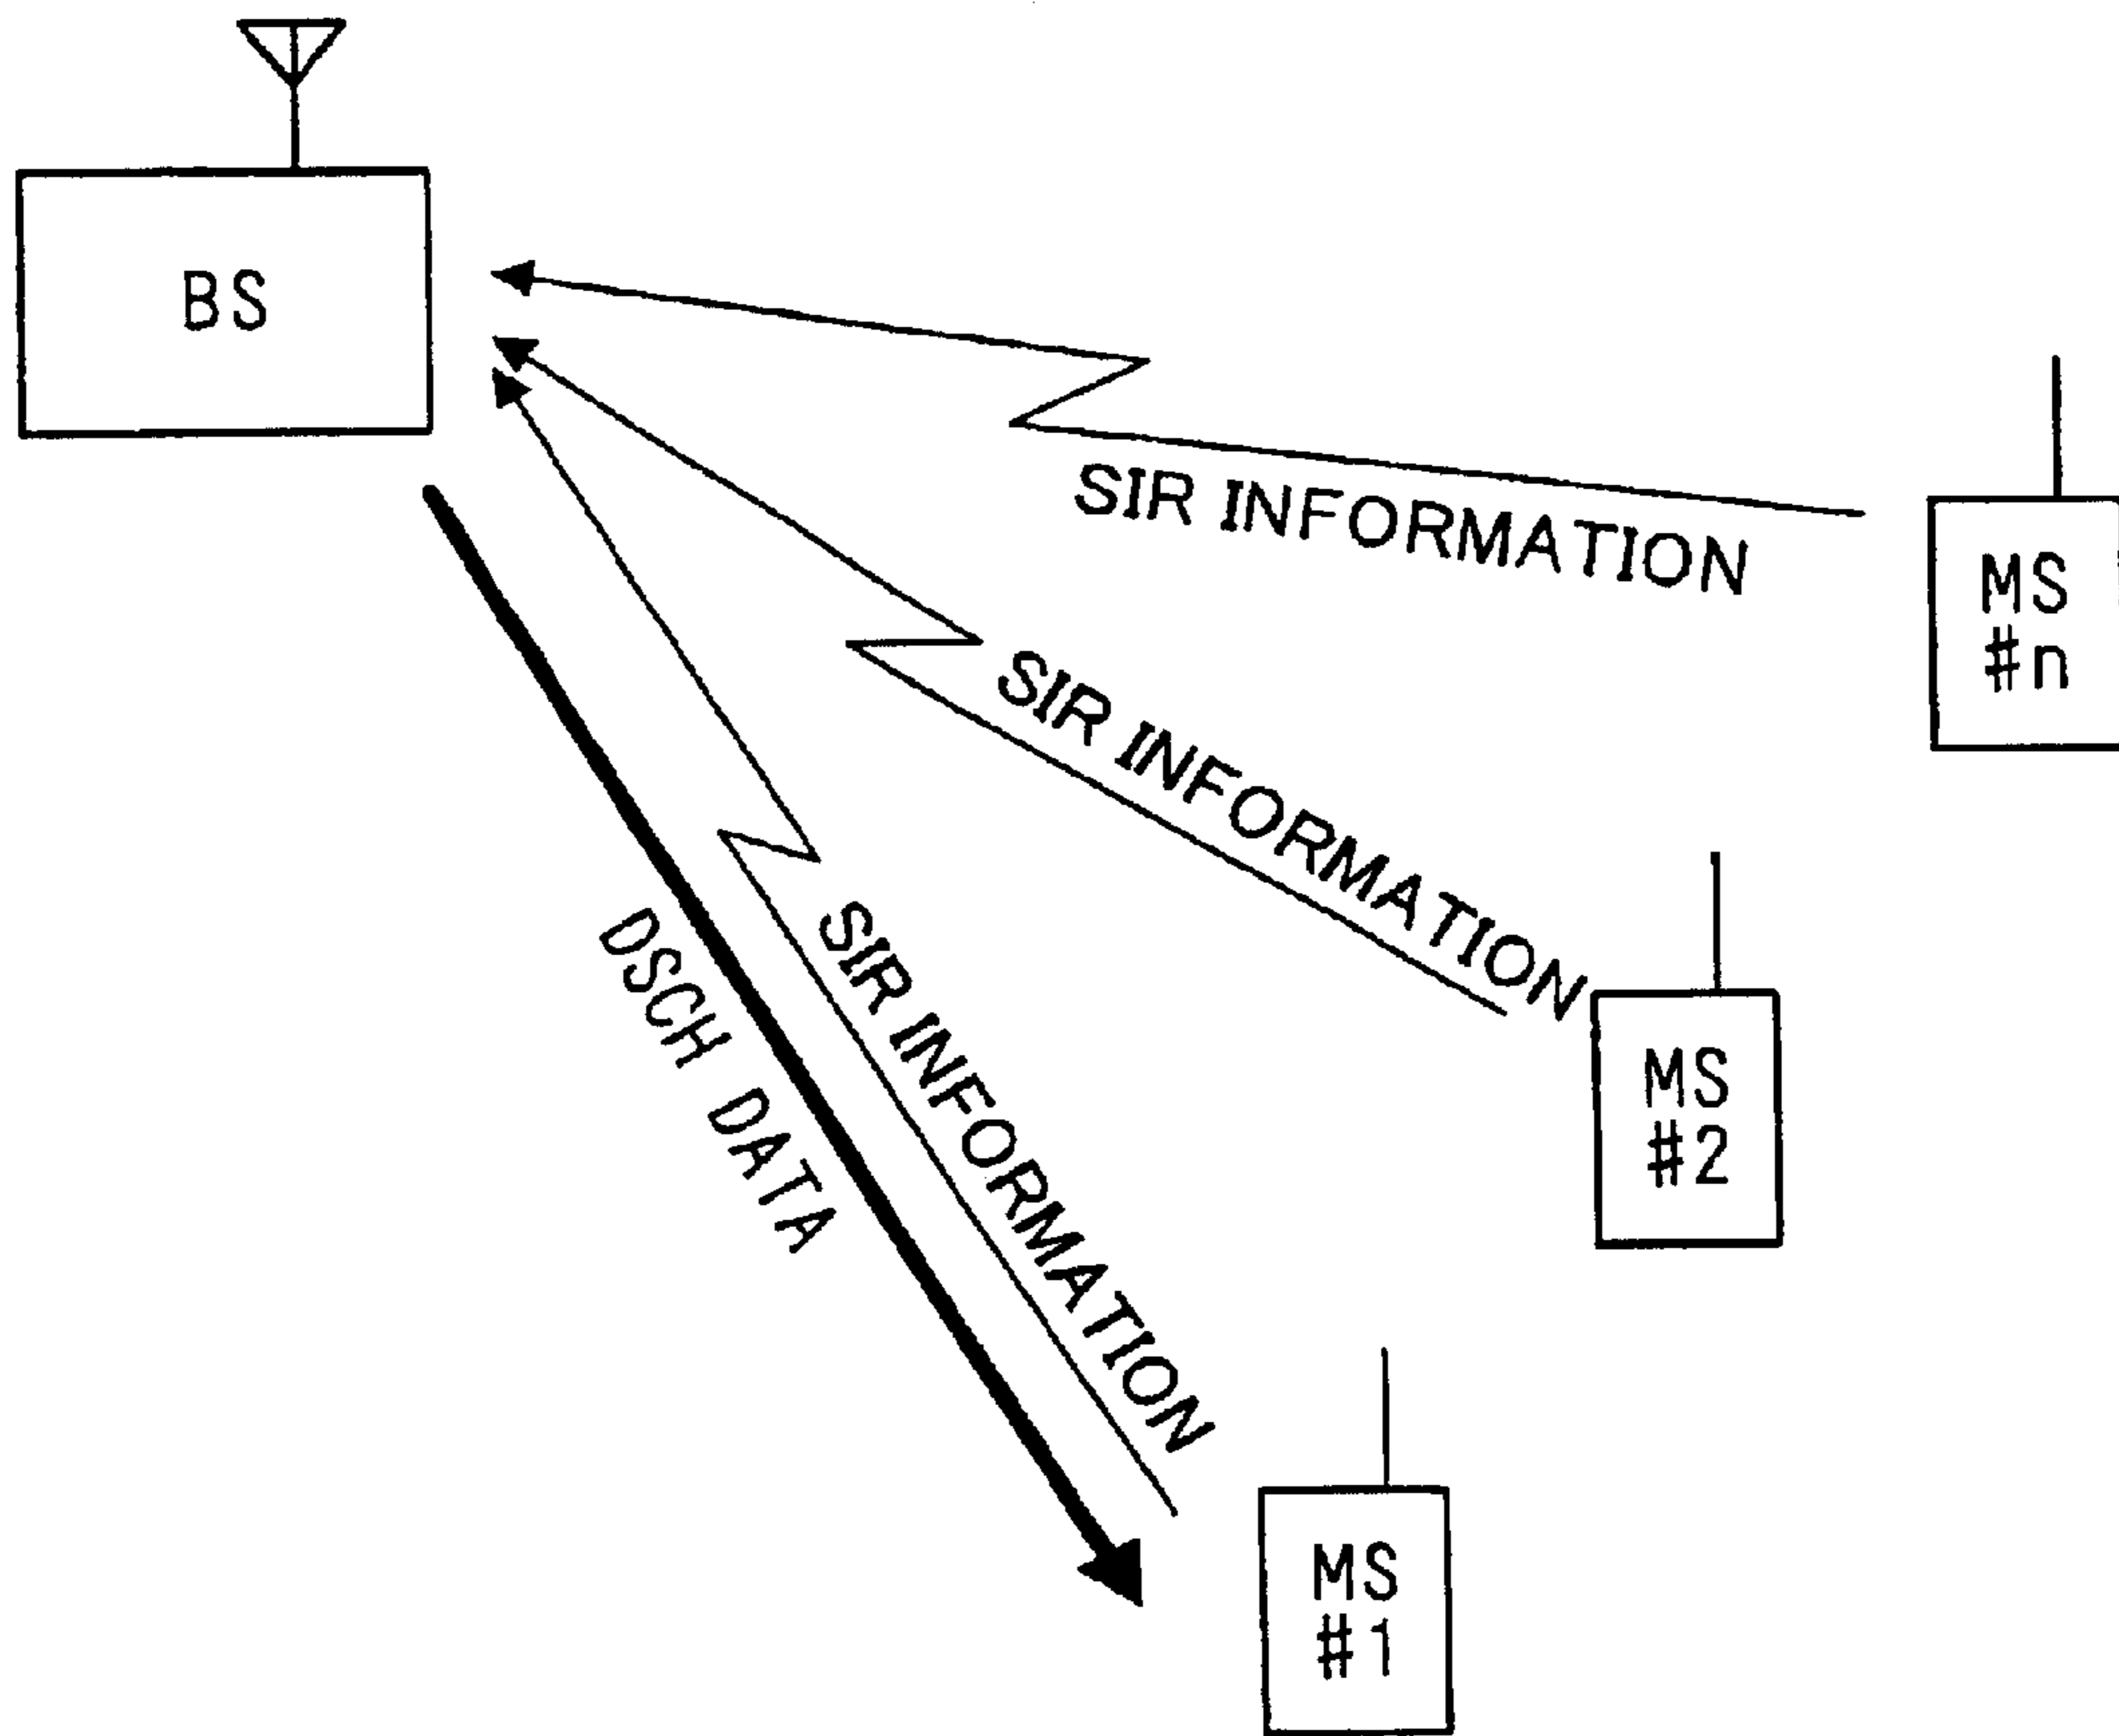 BS
SIR INFORMATION
MS
#n
SIR INFORMATION
MS
#2
SIR INFORMATION
DSCH DATA
MS
#1